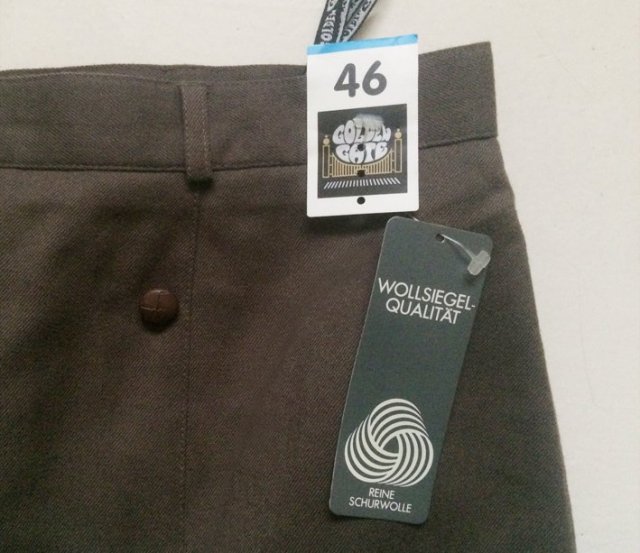 46
GOLDEN
GATE
WOLLSIEGEL-
QUALITÄT
REINE
SCHURWOLLE